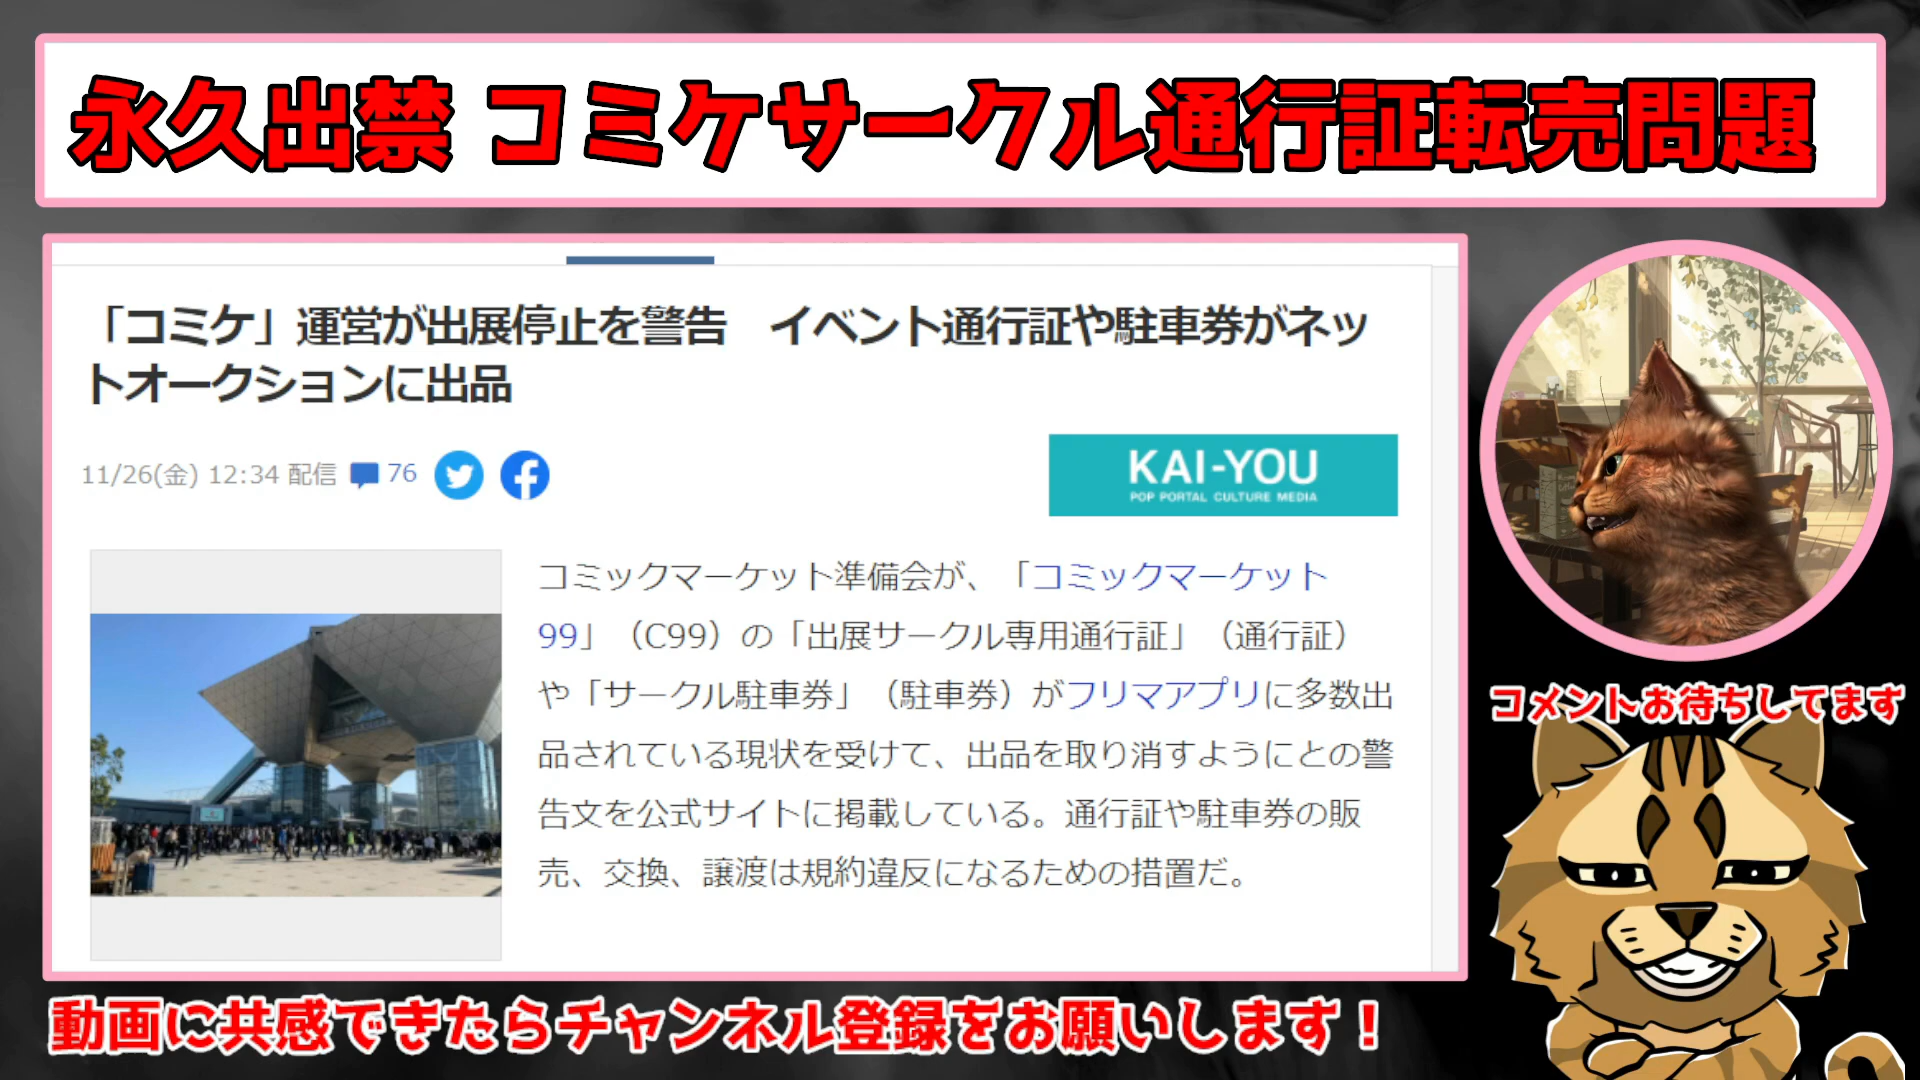 永久出禁 コミケサークル通行証転売問題
「コミケ」運営が出展停止を警告　イベント通行証や駐車券がネッ
トオークションに出品
11/26(金) 12:34 配信 76
KAI-YOU
POP PORTAL CULTURE MEDIA
コミックマーケット準備会が、「コミックマーケット
99」（C99）の「出展サークル専用通行証」（通行証）
や「サークル駐車券」（駐車券）がフリマアプリに多数出
品されている現状を受けて、出品を取り消すようにとの警
告文を公式サイトに掲載している。通行証や駐車券の販
売、交換、譲渡は規約違反になるための措置だ。
コメントお待ちしてます
動画に共感できたらチャンネル登録をお願いします！